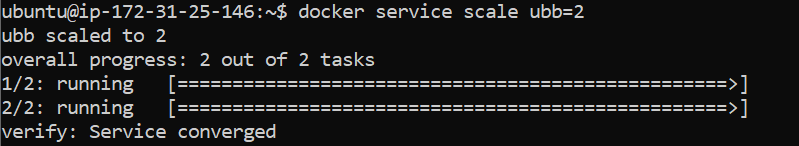 ubuntu@ip-172-31-25-146:~$ docker service scale ubb=2
ubb scaled to 2
overall progress: 2 out of 2 tasks
1/2: running   [==================================================>]
2/2: running   [==================================================>]
verify: Service converged